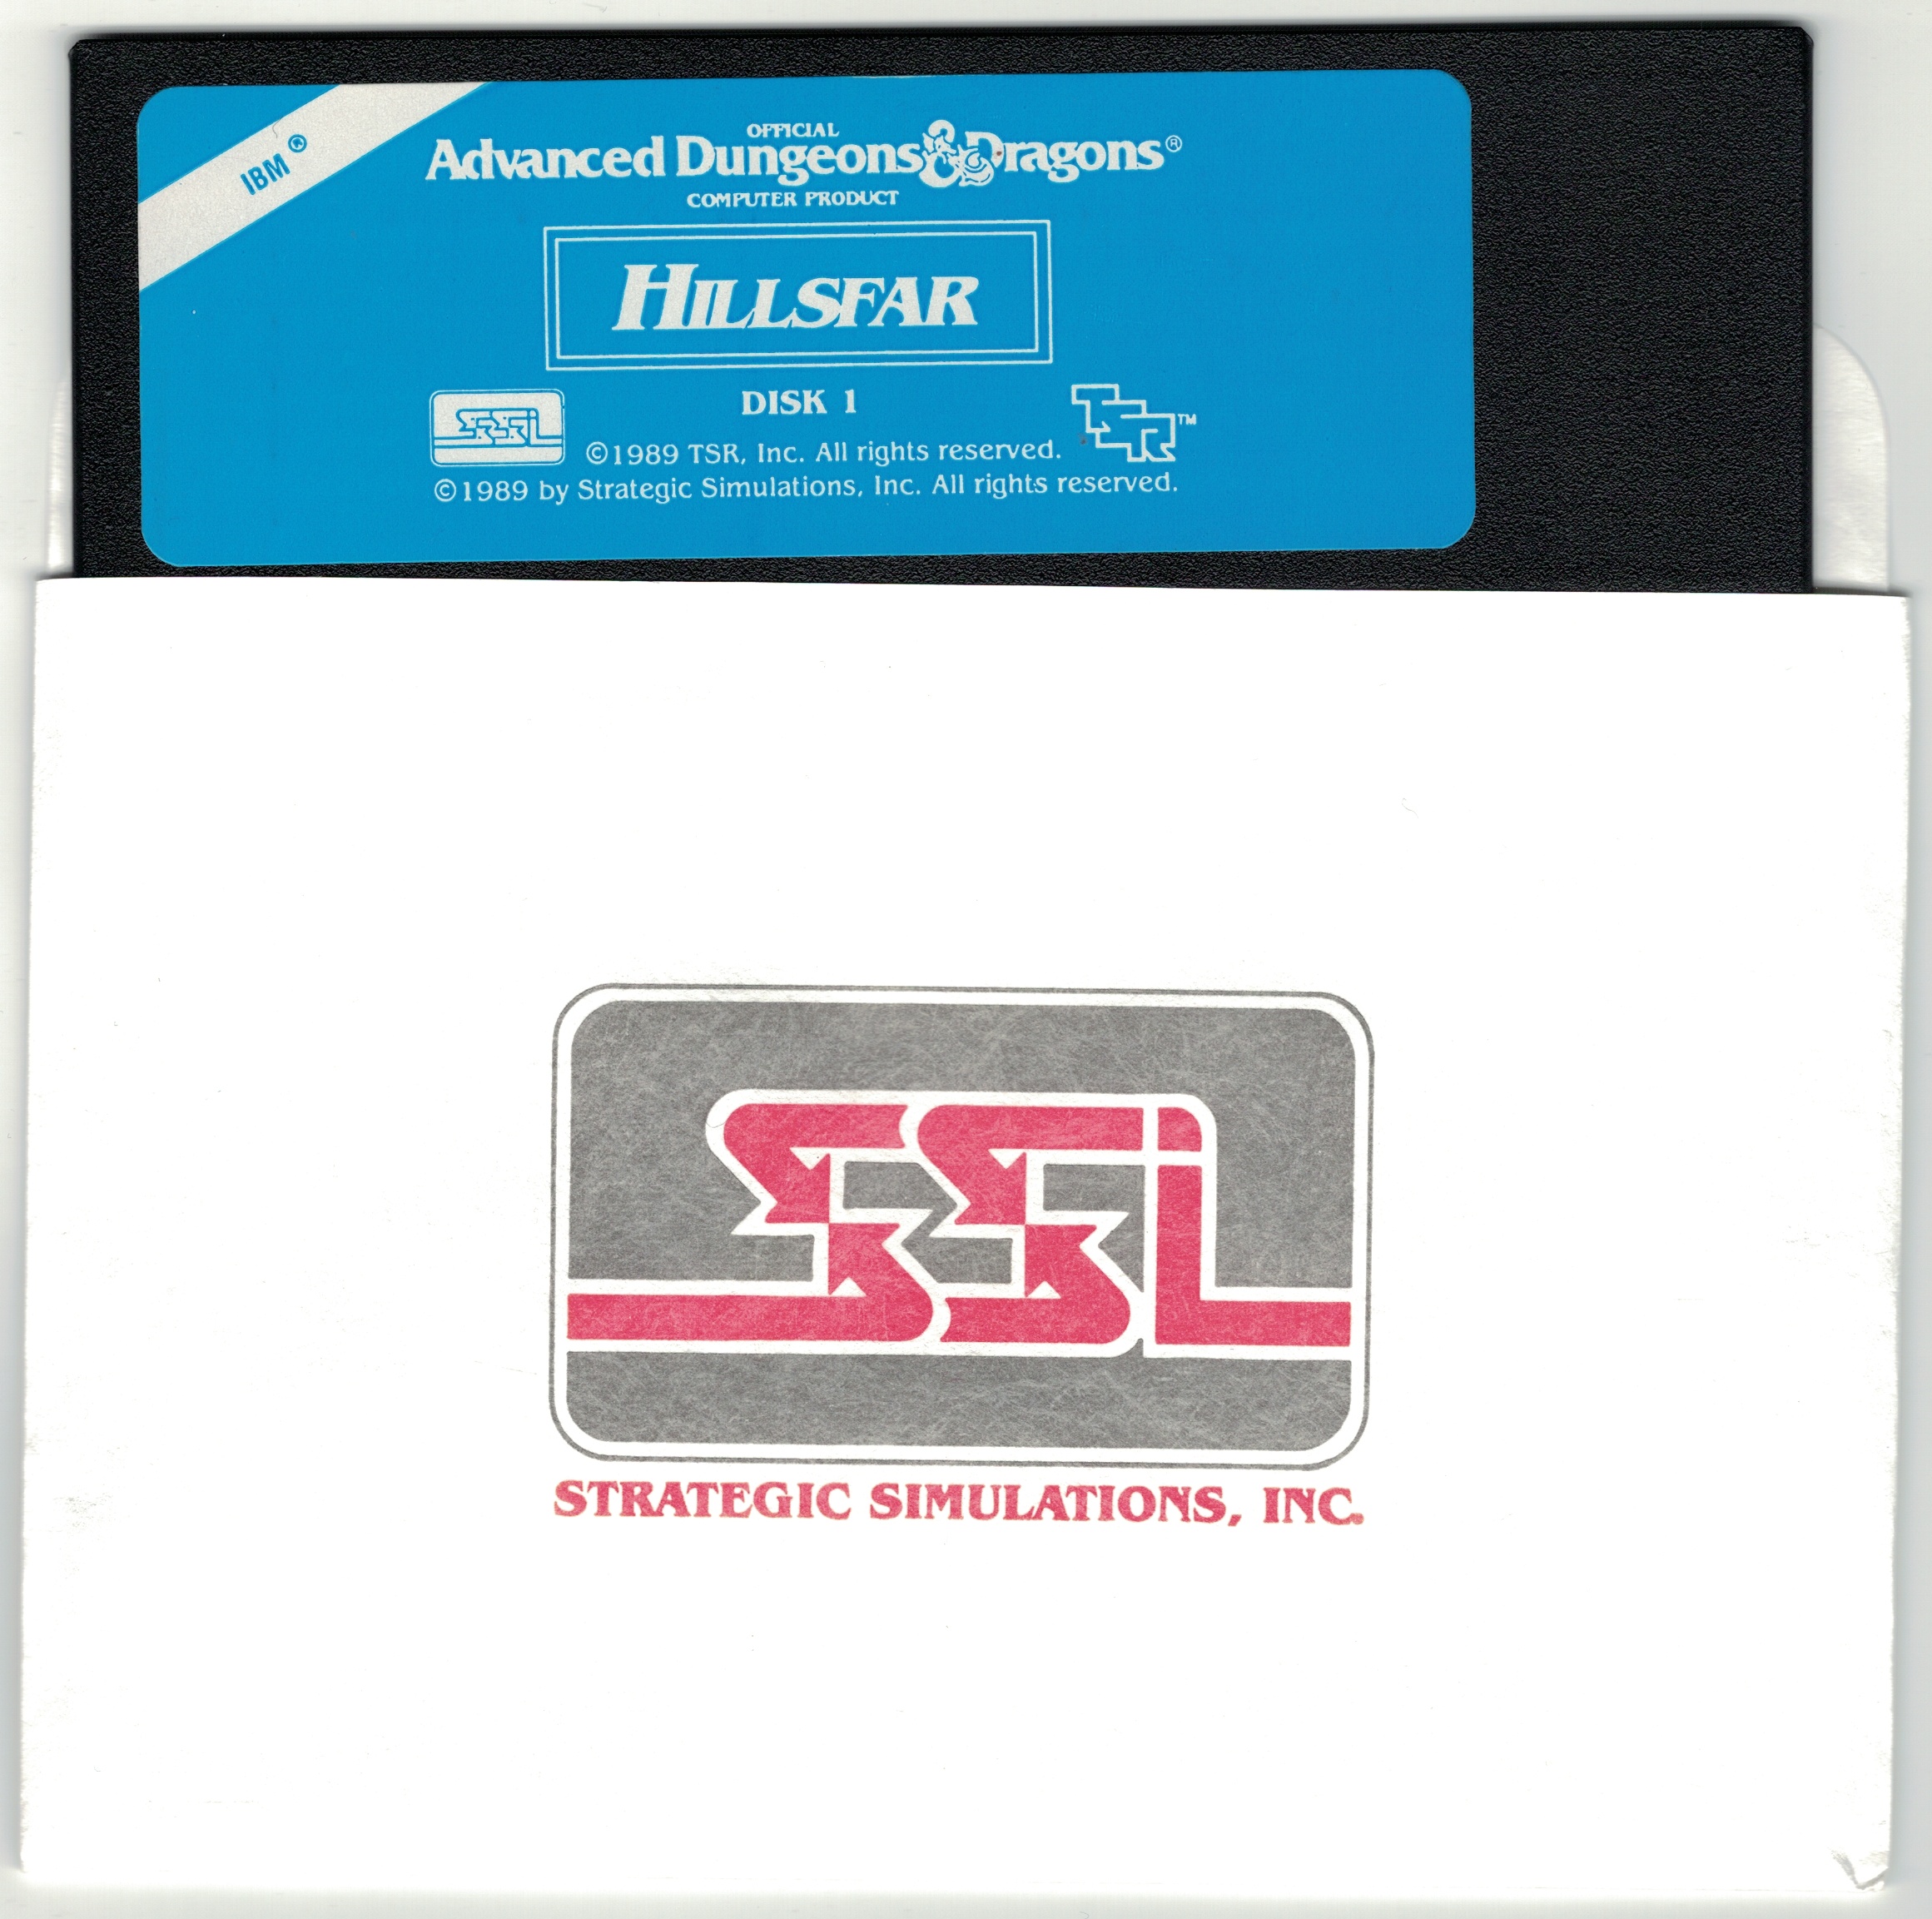 IBM ®
OFFICIAL
Advanced Dungeons & Dragons®
COMPUTER PRODUCT
HILLSFAR
DISK 1
SSI
TSR™
©1989 TSR, Inc. All rights reserved.
©1989 by Strategic Simulations, Inc. All rights reserved.
SSI
STRATEGIC SIMULATIONS, INC.